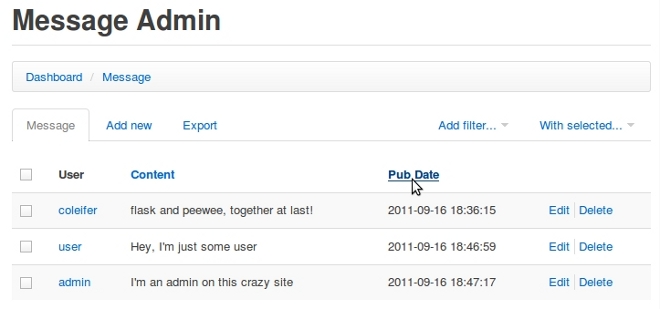 Message Admin
Dashboard / Message
Message Add new Export Add filter... With selected...
User Content Pub Date
coleifer flask and peewee, together at last! 2011-09-16 18:36:15 Edit Delete
user Hey, I'm just some user 2011-09-16 18:46:59 Edit Delete
admin I'm an admin on this crazy site 2011-09-16 18:47:17 Edit Delete